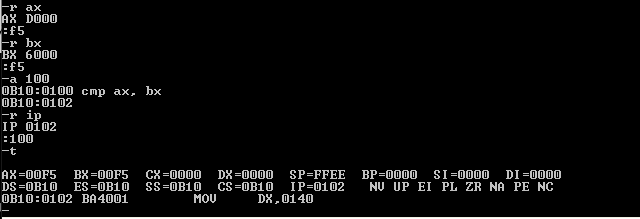 -r ax
AX D000
:f5
-r bx
BX 6000
:f5
-a 100
0B10:0100 cmp ax, bx
0B10:0102
-r ip
IP 0102
:100
-t
AX=00F5 BX=00F5 CX=0000 DX=0000 SP=FFEE BP=0000 SI=0000 DI=0000
DS=0B10 ES=0B10 SS=0B10 CS=0B10 IP=0102 NV UP EI PL ZR NA PE NC
0B10:0102 BA4001 MOV DX,0140
-